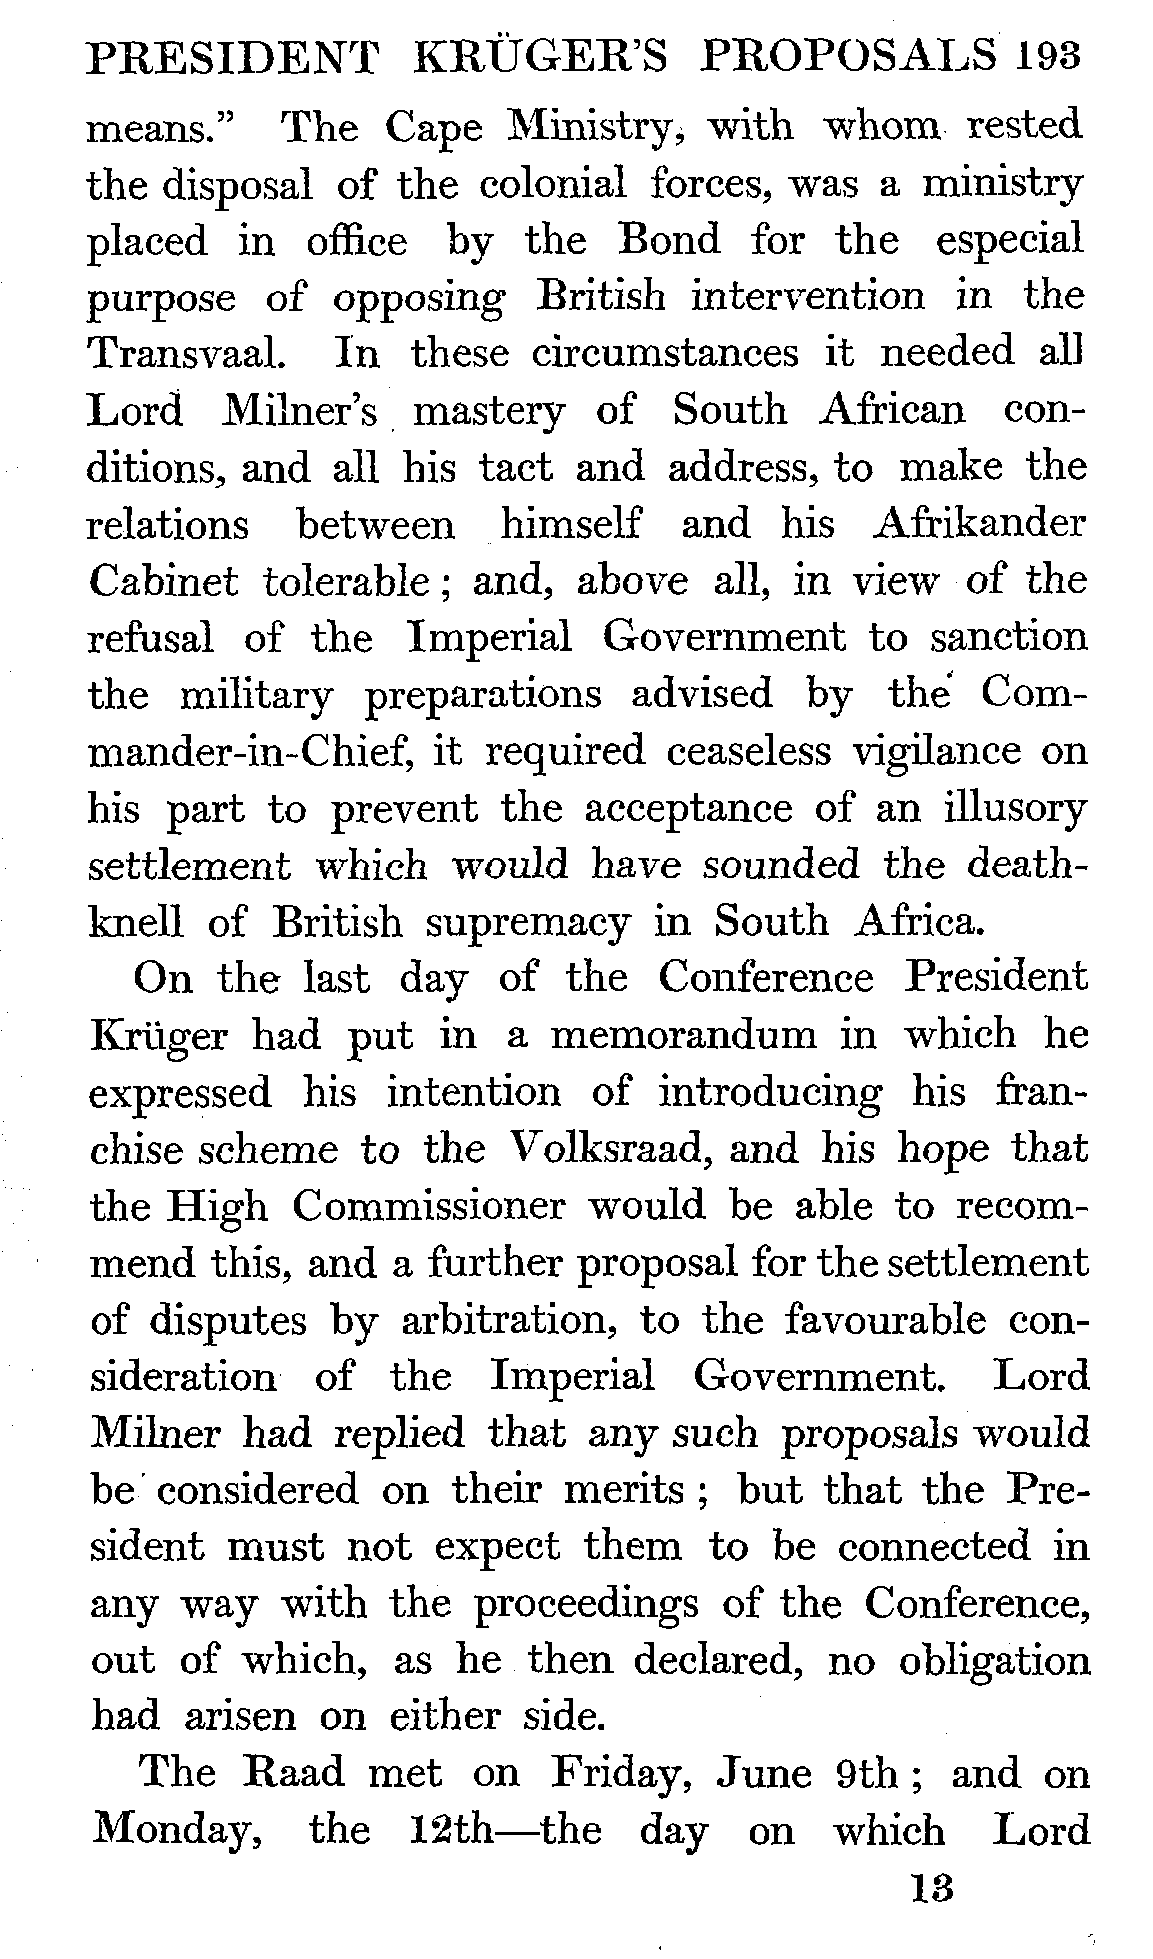 PRESIDENT KRÜGER'S PROPOSALS 193
means." The Cape Ministry, with whom rested
the disposal of the colonial forces, was a ministry
placed in office by the Bond for the especial
purpose of opposing British intervention in the
Transvaal. In these circumstances it needed all
Lord Milner's mastery of South African con-
ditions, and all his tact and address, to make the
relations between himself and his Afrikander
Cabinet tolerable ; and, above all, in view of the
refusal of the Imperial Government to sanction
the military preparations advised by the Com-
mander-in-Chief, it required ceaseless vigilance on
his part to prevent the acceptance of an illusory
settlement which would have sounded the death-
knell of British supremacy in South Africa.
On the last day of the Conference President
Krüger had put in a memorandum in which he
expressed his intention of introducing his fran-
chise scheme to the Volksraad, and his hope that
the High Commissioner would be able to recom-
mend this, and a further proposal for the settlement
of disputes by arbitration, to the favourable con-
sideration of the Imperial Government. Lord
Milner had replied that any such proposals would
be considered on their merits ; but that the Pre-
sident must not expect them to be connected in
any way with the proceedings of the Conference,
out of which, as he then declared, no obligation
had arisen on either side.
The Raad met on Friday, June 9th ; and on
Monday, the 12th—the day on which Lord
13